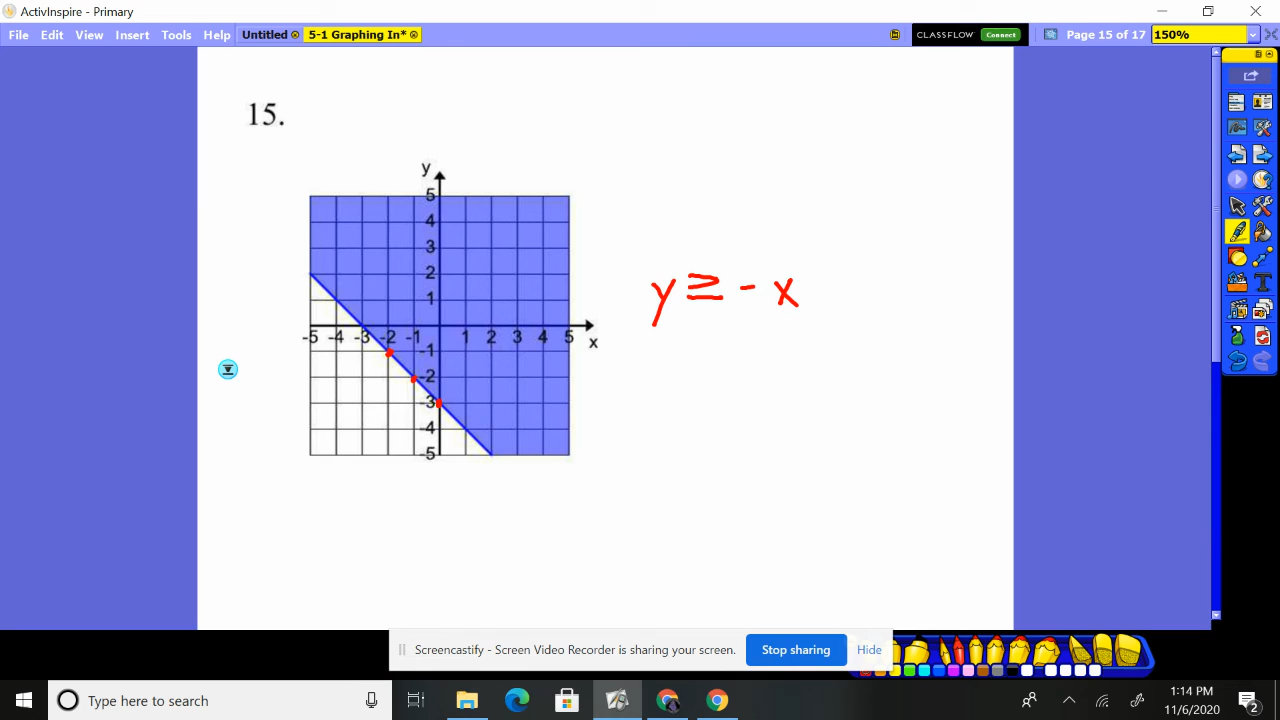 ActivInspire - Primary
File Edit View Insert Tools Help Untitled 5-1 Graphing In* CLASSFLOW Connect Page 15 of 17 150%
15.
y
5
4
3
2
1
-5 -4 -3 -2 -1 1 2 3 4 5 x
-1
-2
-3
-4
-5
y ≥ - x
Screencastify - Screen Video Recorder is sharing your screen. Stop sharing Hide
Type here to search
1:14 PM
11/6/2020
2